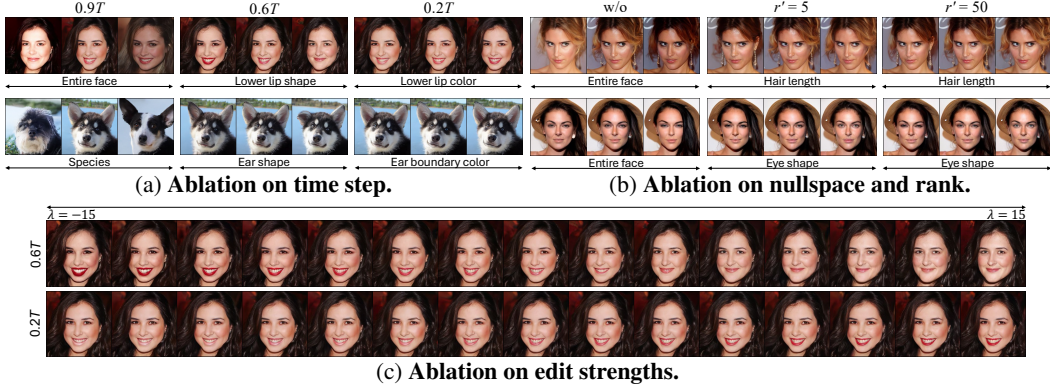 0.9T 0.6T 0.2T w/o r′ = 5 r′ = 50
Entire face Lower lip shape Lower lip color Entire face Hair length Hair length
Species Ear shape Ear boundary color Entire face Eye shape Eye shape
(a) Ablation on time step. (b) Ablation on nullspace and rank.
λ = −15 λ = 15
0.6T
0.2T
(c) Ablation on edit strengths.